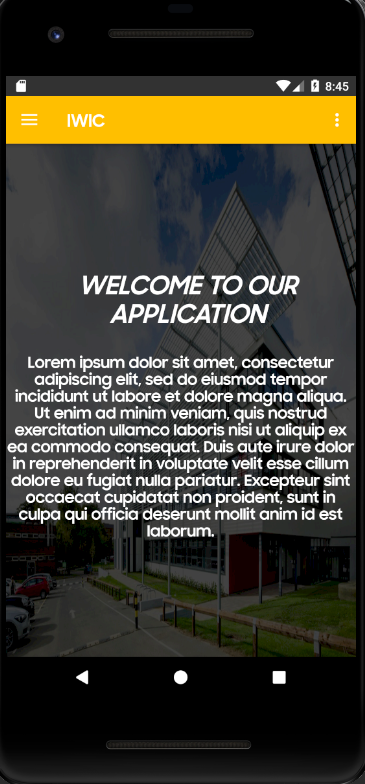 8:45
IWIC
WELCOME TO OUR
APPLICATION
Lorem ipsum dolor sit amet, consectetur
adipiscing elit, sed do eiusmod tempor
incididunt ut labore et dolore magna aliqua.
Ut enim ad minim veniam, quis nostrud
exercitation ullamco laboris nisi ut aliquip ex
ea commodo consequat. Duis aute irure dolor
in reprehenderit in voluptate velit esse cillum
dolore eu fugiat nulla pariatur. Excepteur sint
occaecat cupidatat non proident, sunt in
culpa qui officia deserunt mollit anim id est
laborum.